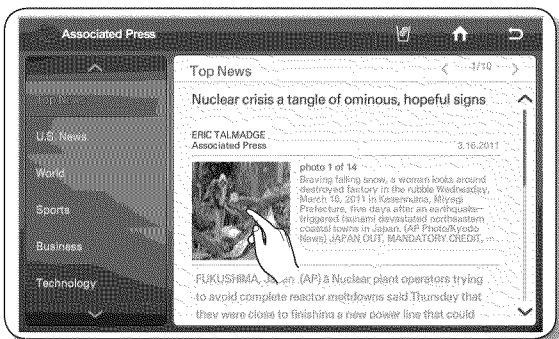 Associated Press
Top News
U.S. News
World
Sports
Business
Technology
Top News
1/10
Nuclear crisis a tangle of ominous, hopeful signs
ERIC TALMADGE
Associated Press
3.16.2011
photo 1 of 14
Braving falling snow, a woman looks around
destroyed factory in the rubble Wednesday,
March 16, 2011 in Kesennuma, Miyagi
Prefecture, five days after an earthquake-
triggered tsunami devastated northeastern
coastal towns in Japan. (AP Photo/Kyodo
News) JAPAN OUT, MANDATORY CREDIT, ...
FUKUSHIMA, Japan (AP) â Nuclear plant operators trying
to avoid complete reactor meltdowns said Thursday that
they were close to finishing a new power line that could